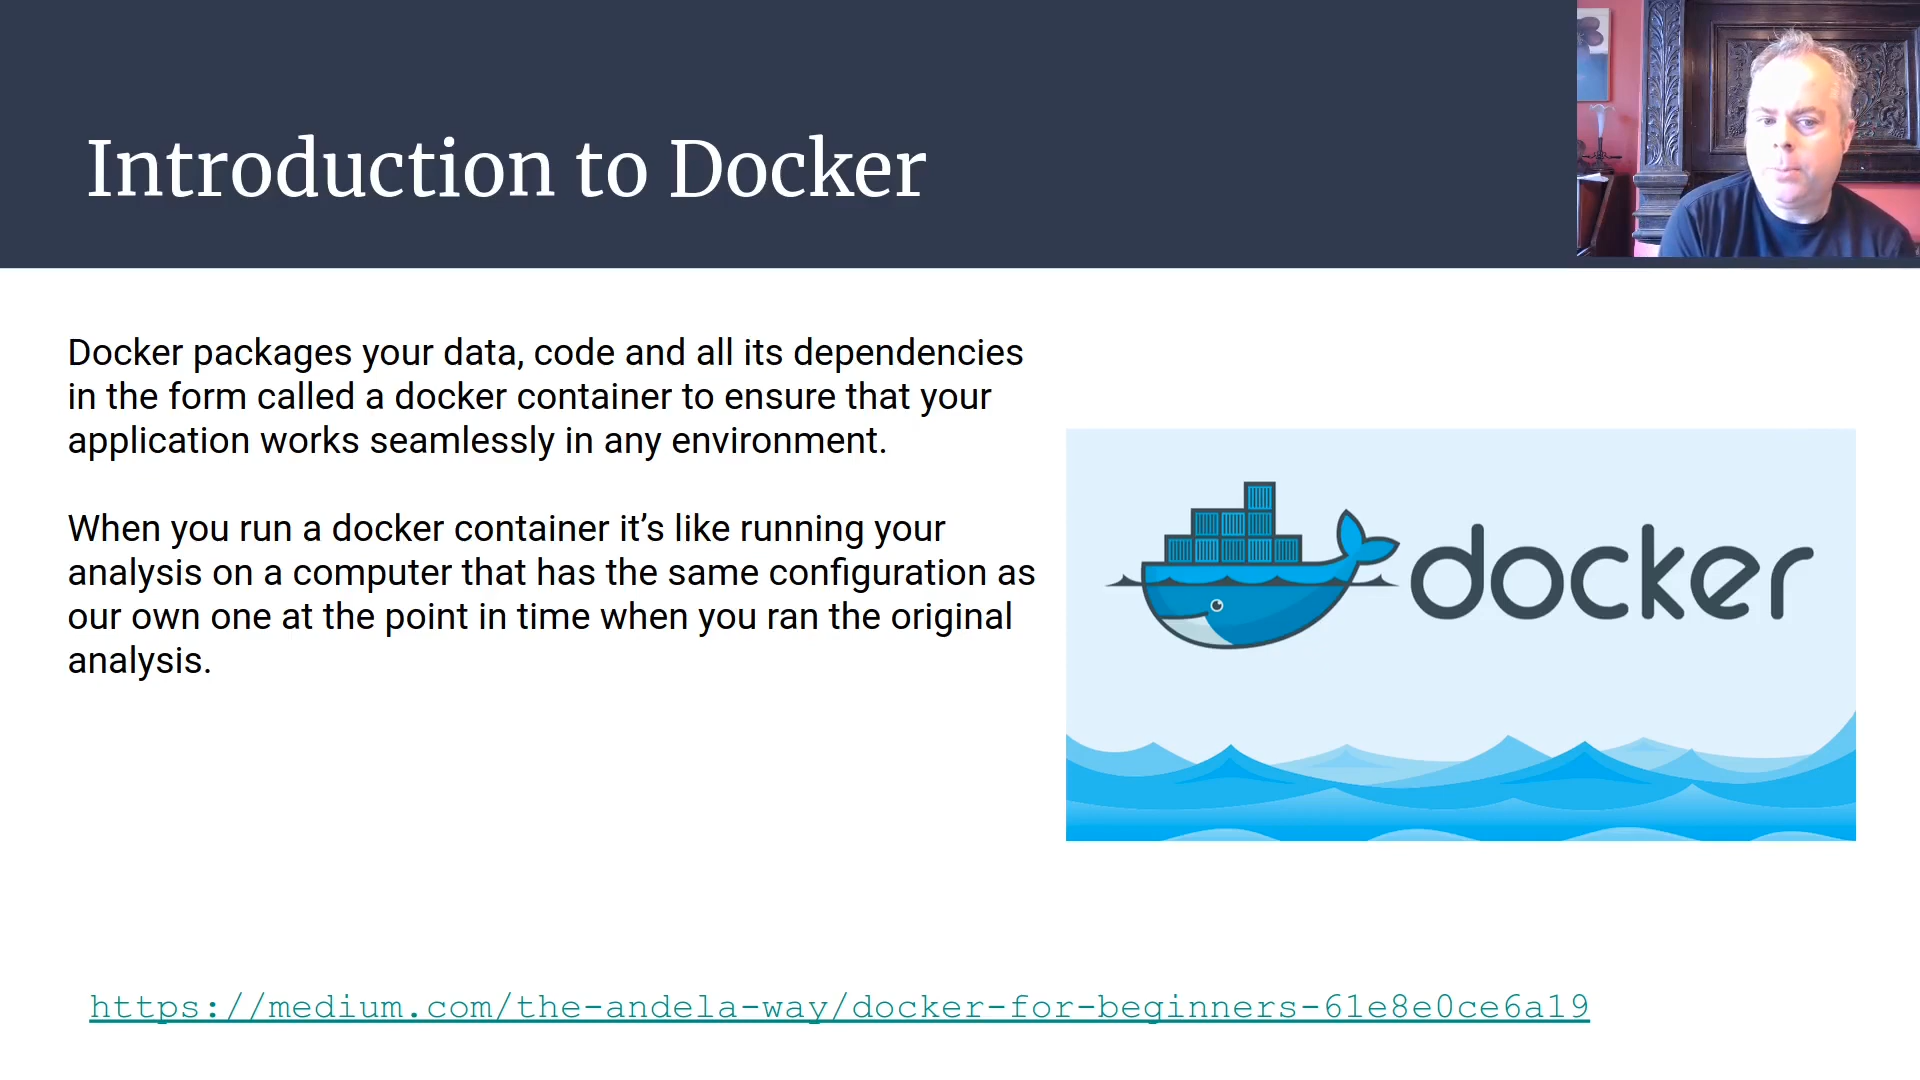 Introduction to Docker
Docker packages your data, code and all its dependencies
in the form called a docker container to ensure that your
application works seamlessly in any environment.
When you run a docker container it’s like running your
analysis on a computer that has the same configuration as
our own one at the point in time when you ran the original
analysis.
docker
https://medium.com/the-andela-way/docker-for-beginners-61e8e0ce6a19